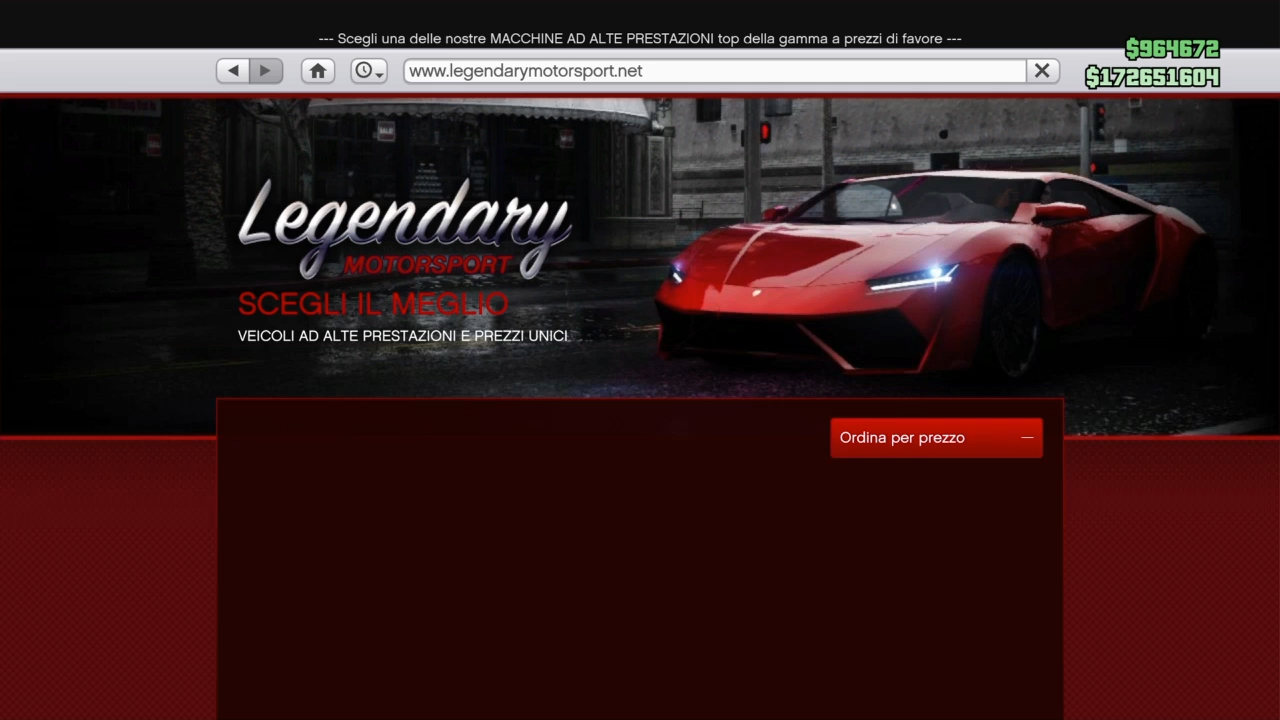 --- Scegli una delle nostre MACCHINE AD ALTE PRESTAZIONI top della gamma a prezzi di favore ---
$964672
www.legendarymotorsport.net
$172651604
Legendary
MOTORSPORT
SCEGLI IL MEGLIO
VEICOLI AD ALTE PRESTAZIONI E PREZZI UNICI.
Ordina per prezzo